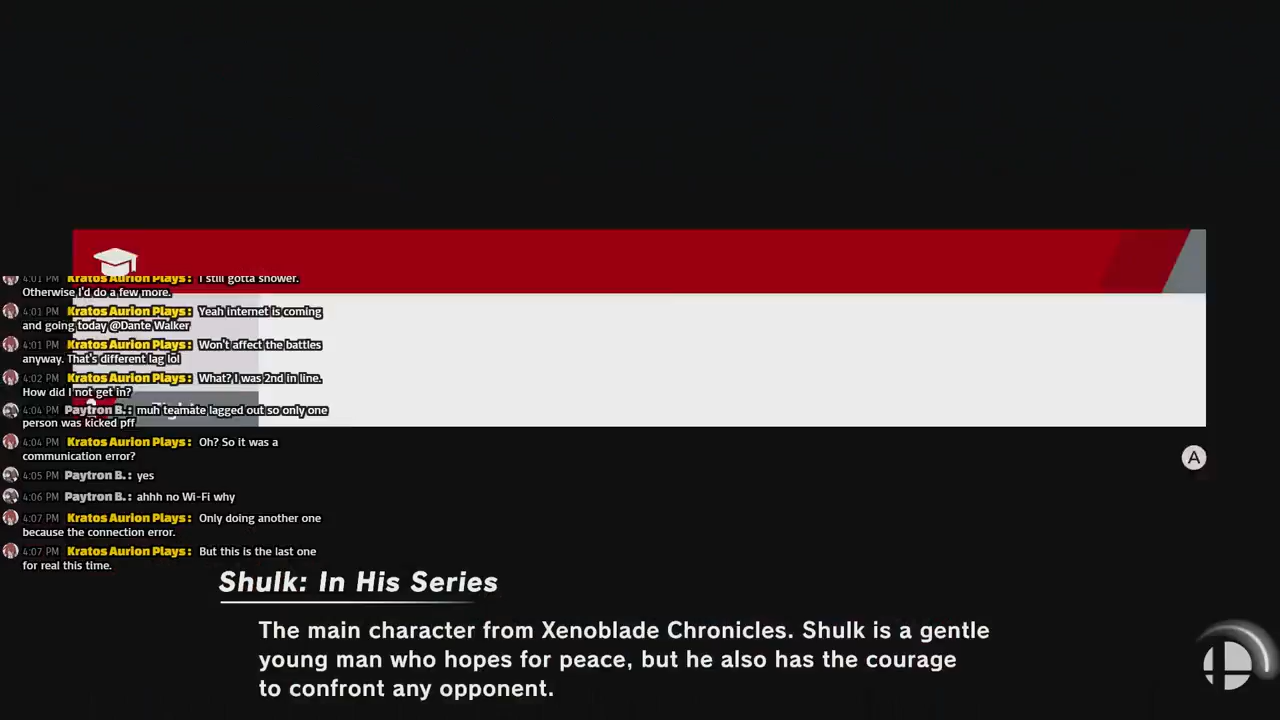 4:01 PM Kratos Aurion Plays: I still gotta shower.
Otherwise I'd do a few more.
4:01 PM Kratos Aurion Plays: Yeah internet is coming
and going today @Dante Walker
4:01 PM Kratos Aurion Plays: Won't affect the battles
anyway. That's different lag lol
4:02 PM Kratos Aurion Plays: What? I was 2nd in line.
How did I not get in?
4:04 PM Paytron B.: muh teamate lagged out so only one
person was kicked pff
4:04 PM Kratos Aurion Plays: Oh? So it was a
communication error?
4:05 PM Paytron B.: yes
4:06 PM Paytron B.: ahhh no Wi-Fi why
4:07 PM Kratos Aurion Plays: Only doing another one
because the connection error.
4:07 PM Kratos Aurion Plays: But this is the last one
for real this time.
A
Shulk: In His Series
The main character from Xenoblade Chronicles. Shulk is a gentle
young man who hopes for peace, but he also has the courage
to confront any opponent.